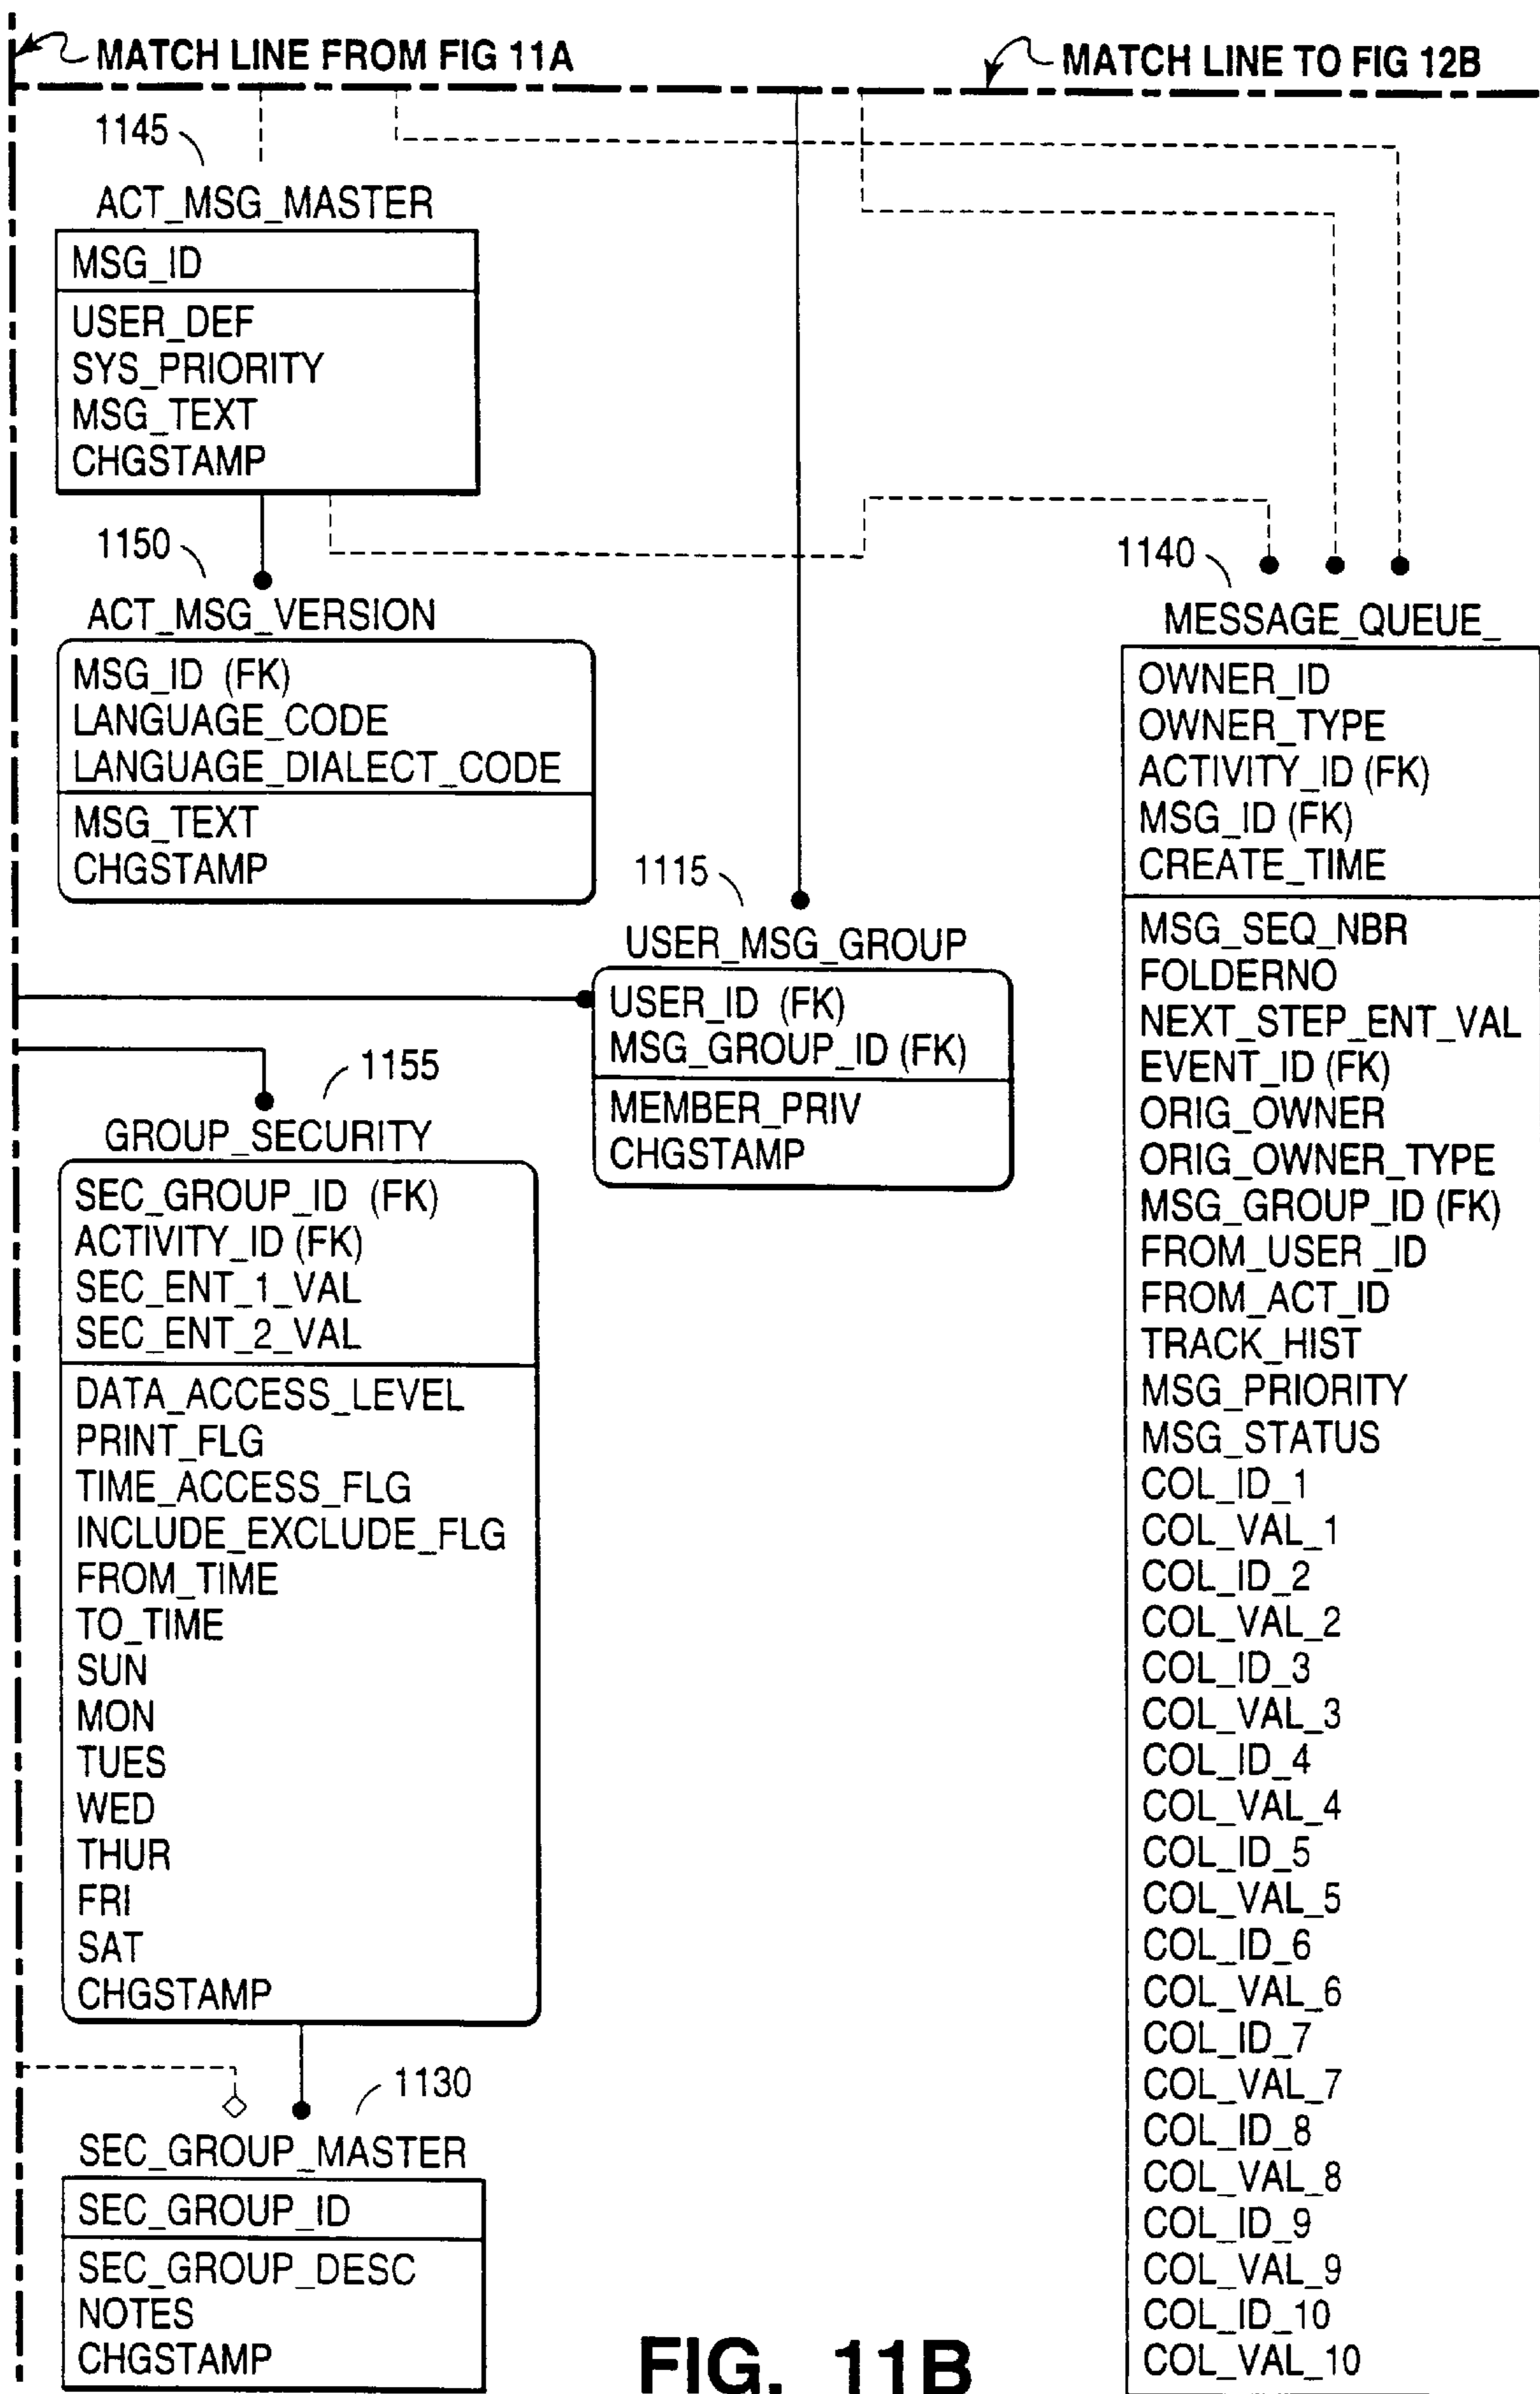 MATCH LINE FROM FIG 11A
MATCH LINE TO FIG 12B
1145
ACT_MSG_MASTER
MSG_ID
USER_DEF
SYS_PRIORITY
MSG_TEXT
CHGSTAMP
1150
ACT_MSG_VERSION
MSG_ID (FK)
LANGUAGE_CODE
LANGUAGE_DIALECT_CODE
MSG_TEXT
CHGSTAMP
1115
USER_MSG_GROUP
USER_ID (FK)
MSG_GROUP_ID (FK)
MEMBER_PRIV
CHGSTAMP
1155
GROUP_SECURITY
SEC_GROUP_ID (FK)
ACTIVITY_ID (FK)
SEC_ENT_1_VAL
SEC_ENT_2_VAL
DATA_ACCESS_LEVEL
PRINT_FLG
TIME_ACCESS_FLG
INCLUDE_EXCLUDE_FLG
FROM_TIME
TO_TIME
SUN
MON
TUES
WED
THUR
FRI
SAT
CHGSTAMP
1130
SEC_GROUP_MASTER
SEC_GROUP_ID
SEC_GROUP_DESC
NOTES
CHGSTAMP
1140
MESSAGE_QUEUE_
OWNER_ID
OWNER_TYPE
ACTIVITY_ID (FK)
MSG_ID (FK)
CREATE_TIME
MSG_SEQ_NBR
FOLDERNO
NEXT_STEP_ENT_VAL
EVENT_ID (FK)
ORIG_OWNER
ORIG_OWNER_TYPE
MSG_GROUP_ID (FK)
FROM_USER_ID
FROM_ACT_ID
TRACK_HIST
MSG_PRIORITY
MSG_STATUS
COL_ID_1
COL_VAL_1
COL_ID_2
COL_VAL_2
COL_ID_3
COL_VAL_3
COL_ID_4
COL_VAL_4
COL_ID_5
COL_VAL_5
COL_ID_6
COL_VAL_6
COL_ID_7
COL_VAL_7
COL_ID_8
COL_VAL_8
COL_ID_9
COL_VAL_9
COL_ID_10
COL_VAL_10
FIG. 11B